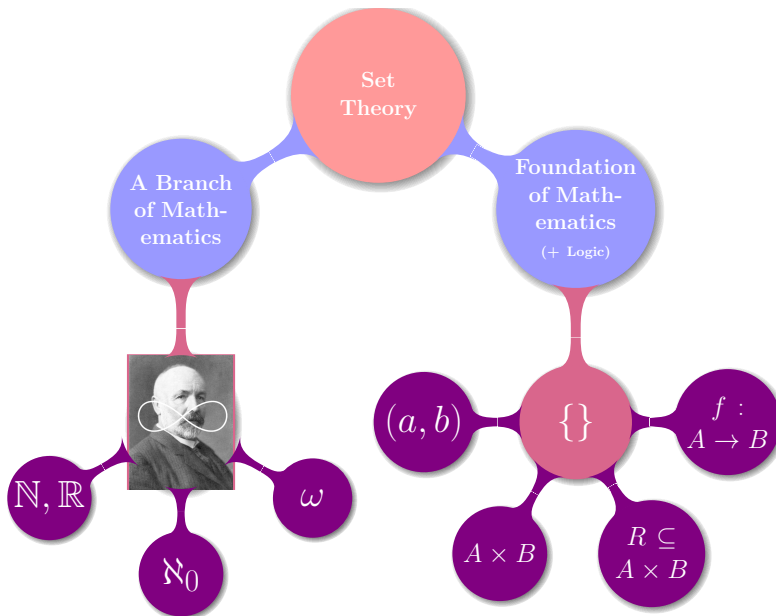 Set
Theory
A Branch
of Math-
ematics
Foundation
of Math-
ematics
(+ Logic)
∞
ℕ, ℝ
ℵ₀
ω
(a, b)
{}
f :
A → B
A × B
R ⊆
A × B